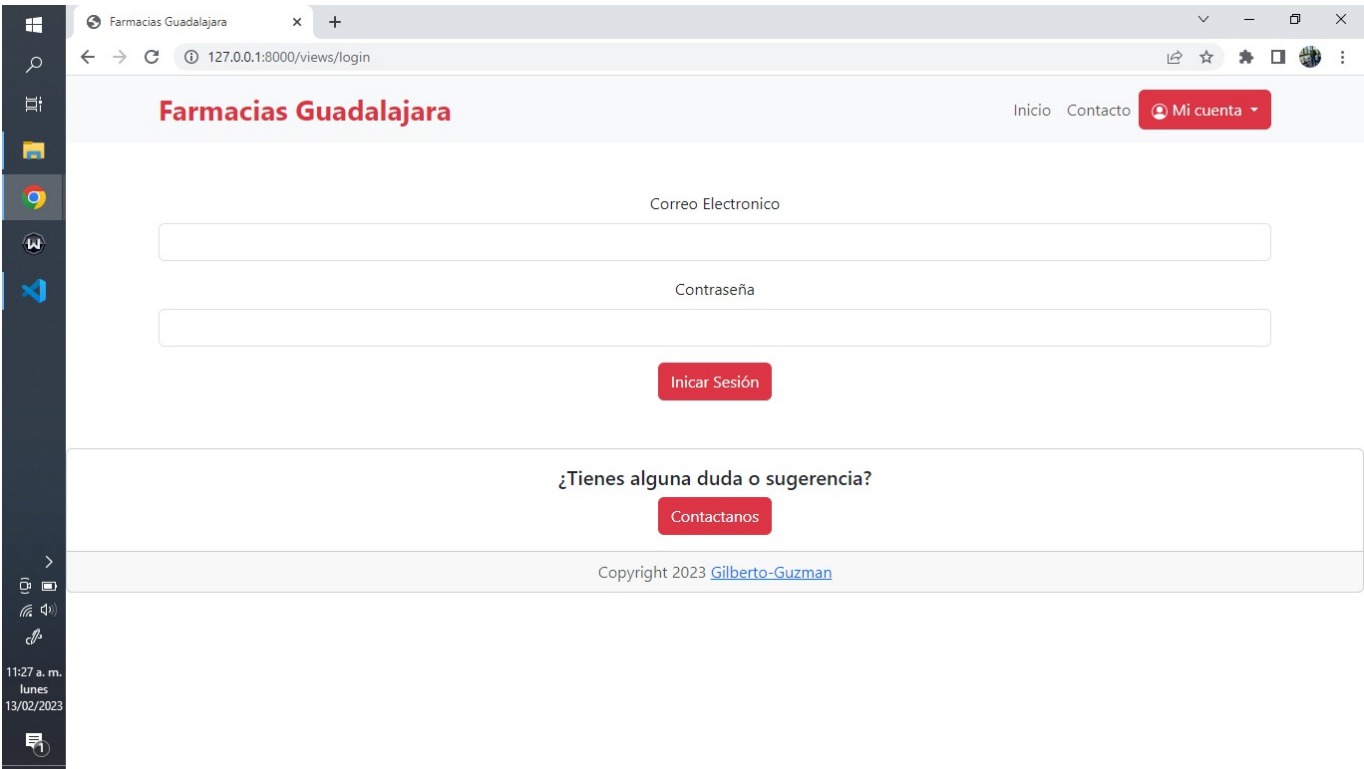 Farmacias Guadalajara
127.0.0.1:8000/views/login
Farmacias Guadalajara
Inicio Contacto Mi cuenta
Correo Electronico
Contraseña
Inicar Sesión
¿Tienes alguna duda o sugerencia?
Contactanos
Copyright 2023 Gilberto-Guzman
11:27 a. m.
lunes
13/02/2023
1